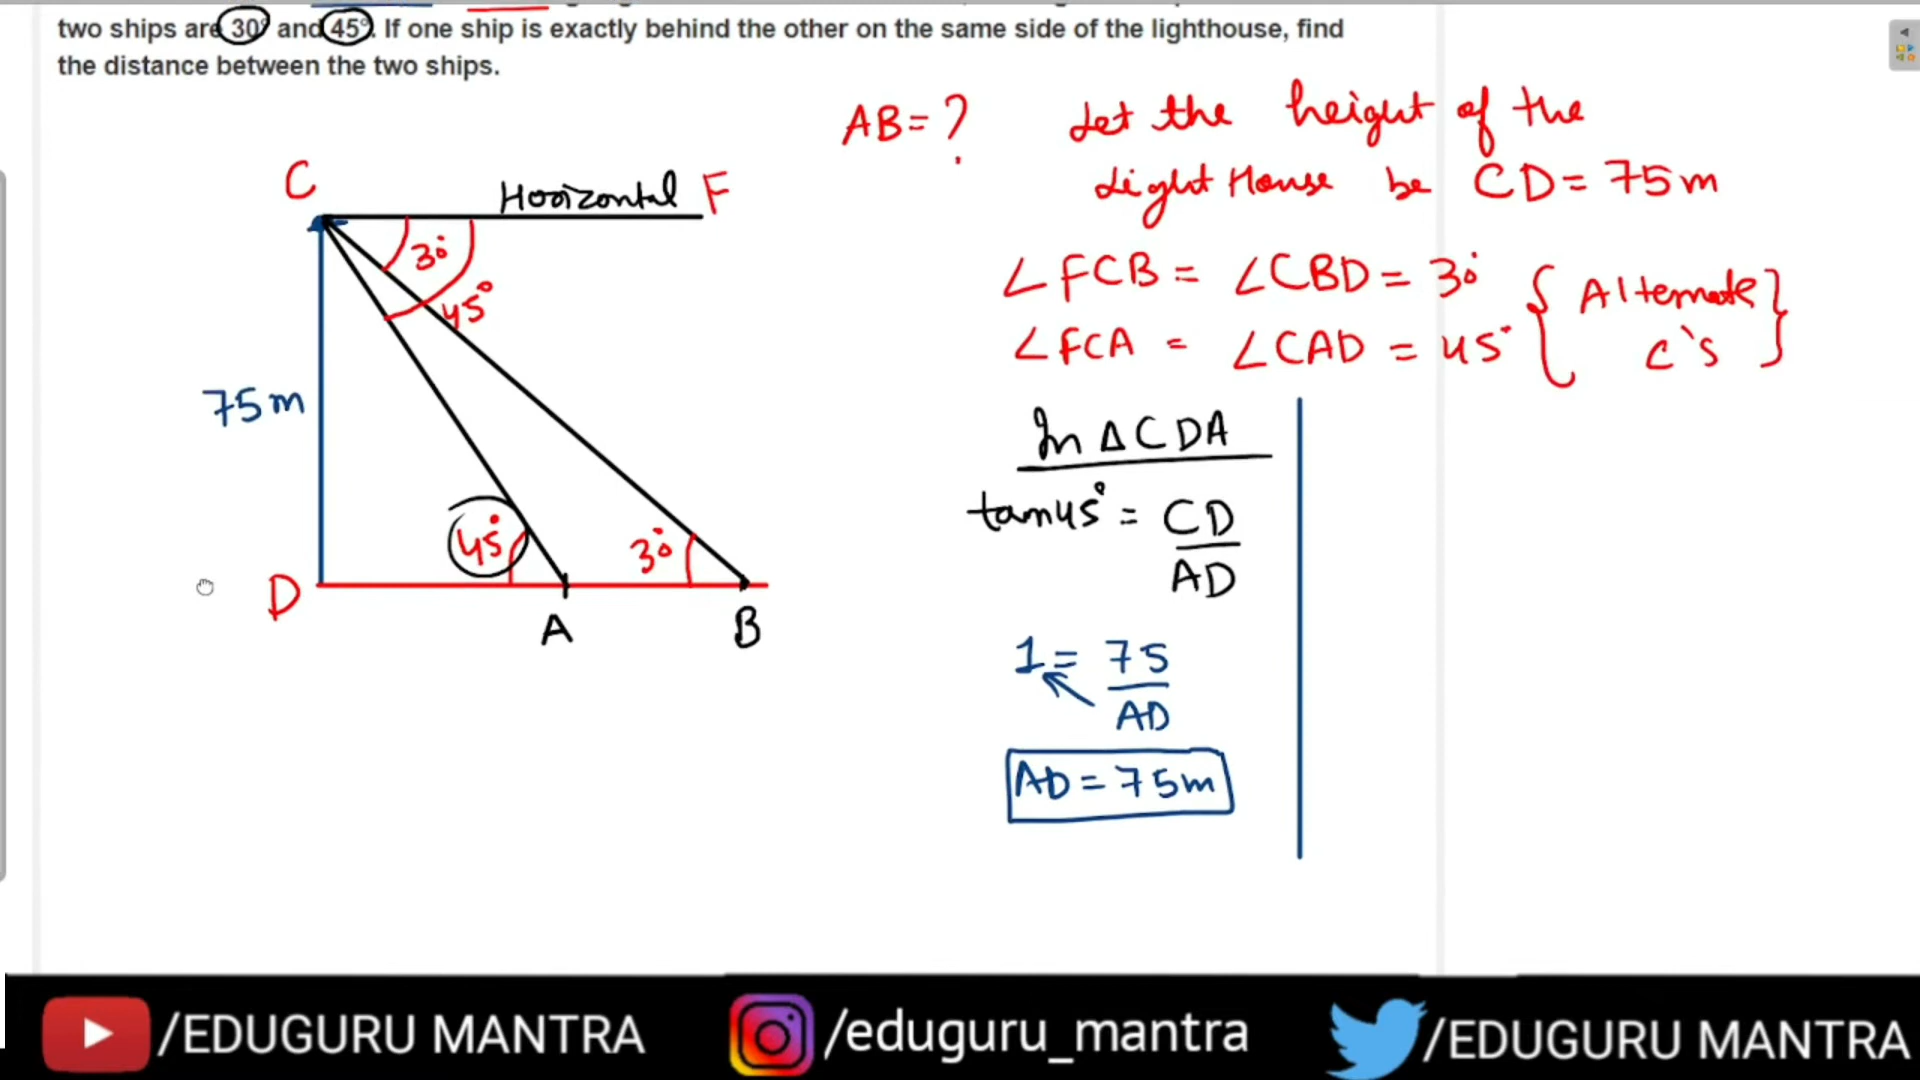 two ships are 30° and 45°. If one ship is exactly behind the other on the same side of the lighthouse, find
the distance between the two ships.
AB = ?
Let the height of the
Light House be CD = 75m
C
Horizontal F
30°
45°
∠FCB = ∠CBD = 30°
∠FCA = ∠CAD = 45°
{ Alternate
∠'s }
75m
In ΔCDA
tan45° = CD
AD
45°
30°
D
A
B
1 = 75
AD
AD = 75m
/EDUGURU MANTRA
/eduguru_mantra
/EDUGURU MANTRA